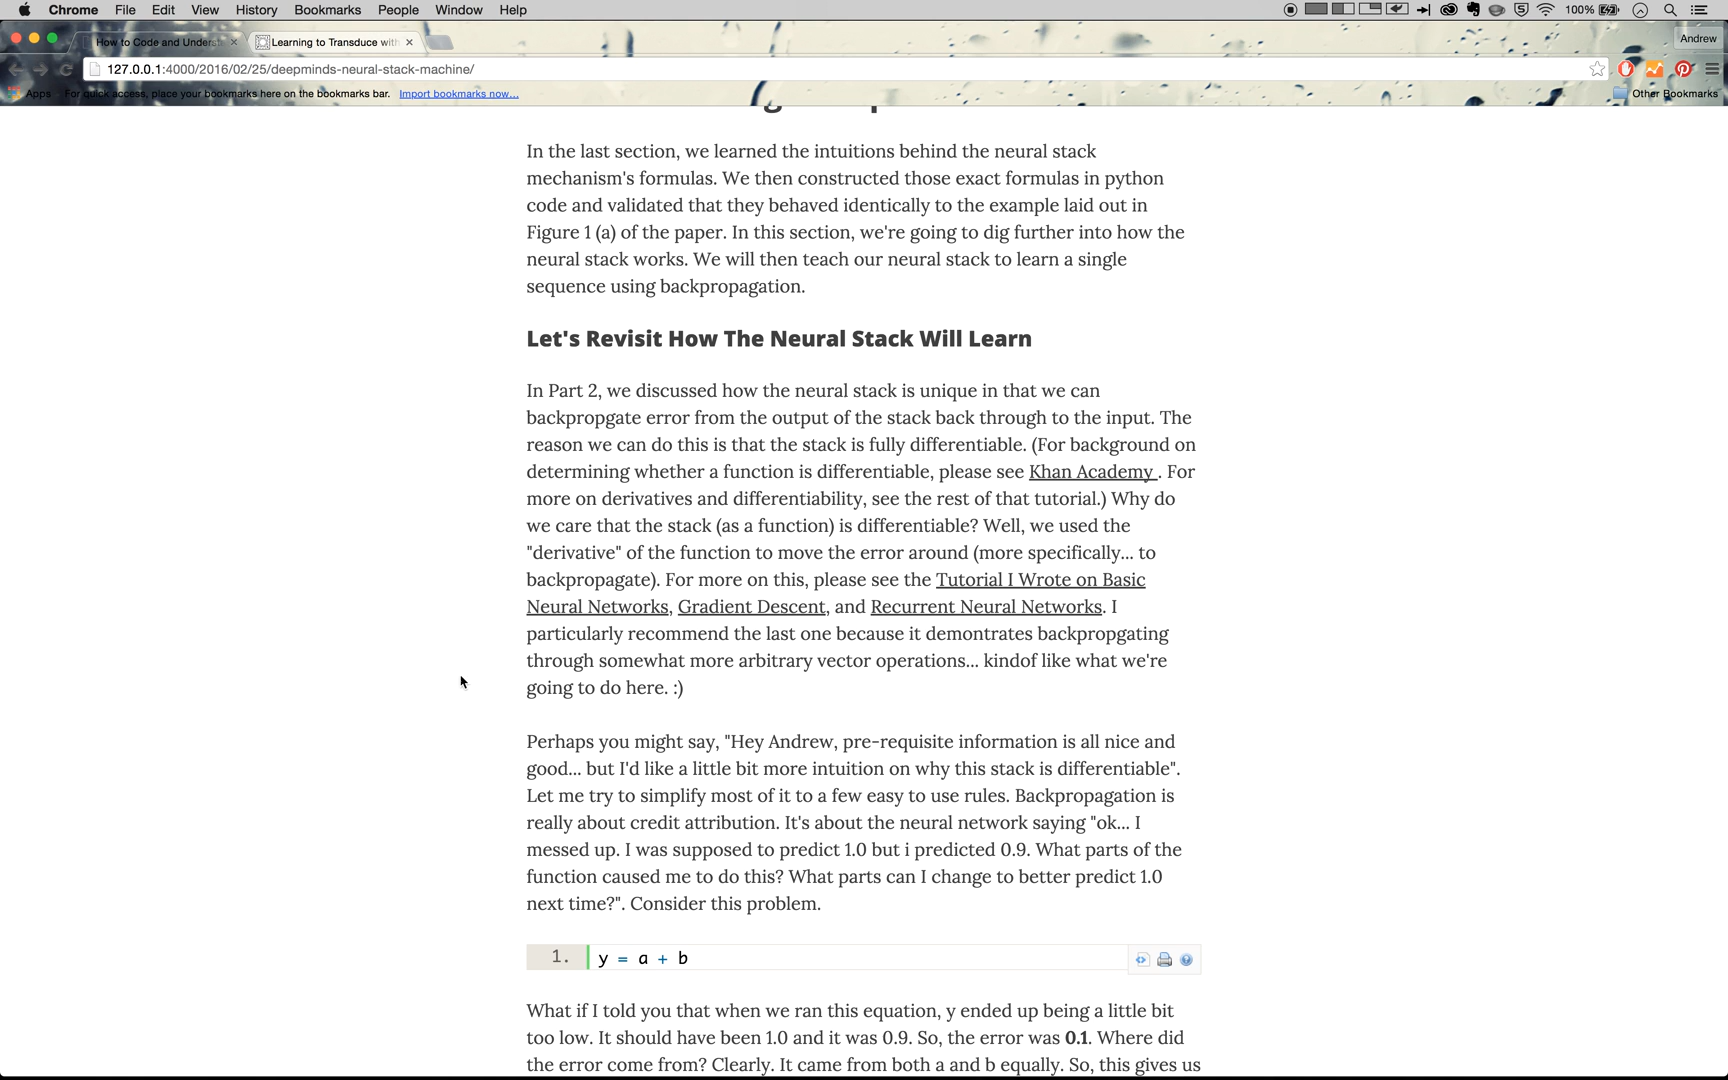 Chrome File Edit View History Bookmarks People Window Help 100%
How to Code and Underst
Learning to Transduce with
Andrew
127.0.0.1:4000/2016/02/25/deepminds-neural-stack-machine/
Apps For quick access, place your bookmarks here on the bookmarks bar. Import bookmarks now... Other Bookmarks
In the last section, we learned the intuitions behind the neural stack
mechanism's formulas. We then constructed those exact formulas in python
code and validated that they behaved identically to the example laid out in
Figure 1 (a) of the paper. In this section, we're going to dig further into how the
neural stack works. We will then teach our neural stack to learn a single
sequence using backpropagation.
Let's Revisit How The Neural Stack Will Learn
In Part 2, we discussed how the neural stack is unique in that we can
backpropgate error from the output of the stack back through to the input. The
reason we can do this is that the stack is fully differentiable. (For background on
determining whether a function is differentiable, please see Khan Academy . For
more on derivatives and differentiability, see the rest of that tutorial.) Why do
we care that the stack (as a function) is differentiable? Well, we used the
"derivative" of the function to move the error around (more specifically... to
backpropagate). For more on this, please see the Tutorial I Wrote on Basic
Neural Networks, Gradient Descent, and Recurrent Neural Networks. I
particularly recommend the last one because it demontrates backpropgating
through somewhat more arbitrary vector operations... kindof like what we're
going to do here. :)
Perhaps you might say, "Hey Andrew, pre-requisite information is all nice and
good... but I'd like a little bit more intuition on why this stack is differentiable".
Let me try to simplify most of it to a few easy to use rules. Backpropagation is
really about credit attribution. It's about the neural network saying "ok... I
messed up. I was supposed to predict 1.0 but i predicted 0.9. What parts of the
function caused me to do this? What parts can I change to better predict 1.0
next time?". Consider this problem.
1. y = a + b
What if I told you that when we ran this equation, y ended up being a little bit
too low. It should have been 1.0 and it was 0.9. So, the error was 0.1. Where did
the error come from? Clearly. It came from both a and b equally. So, this gives us